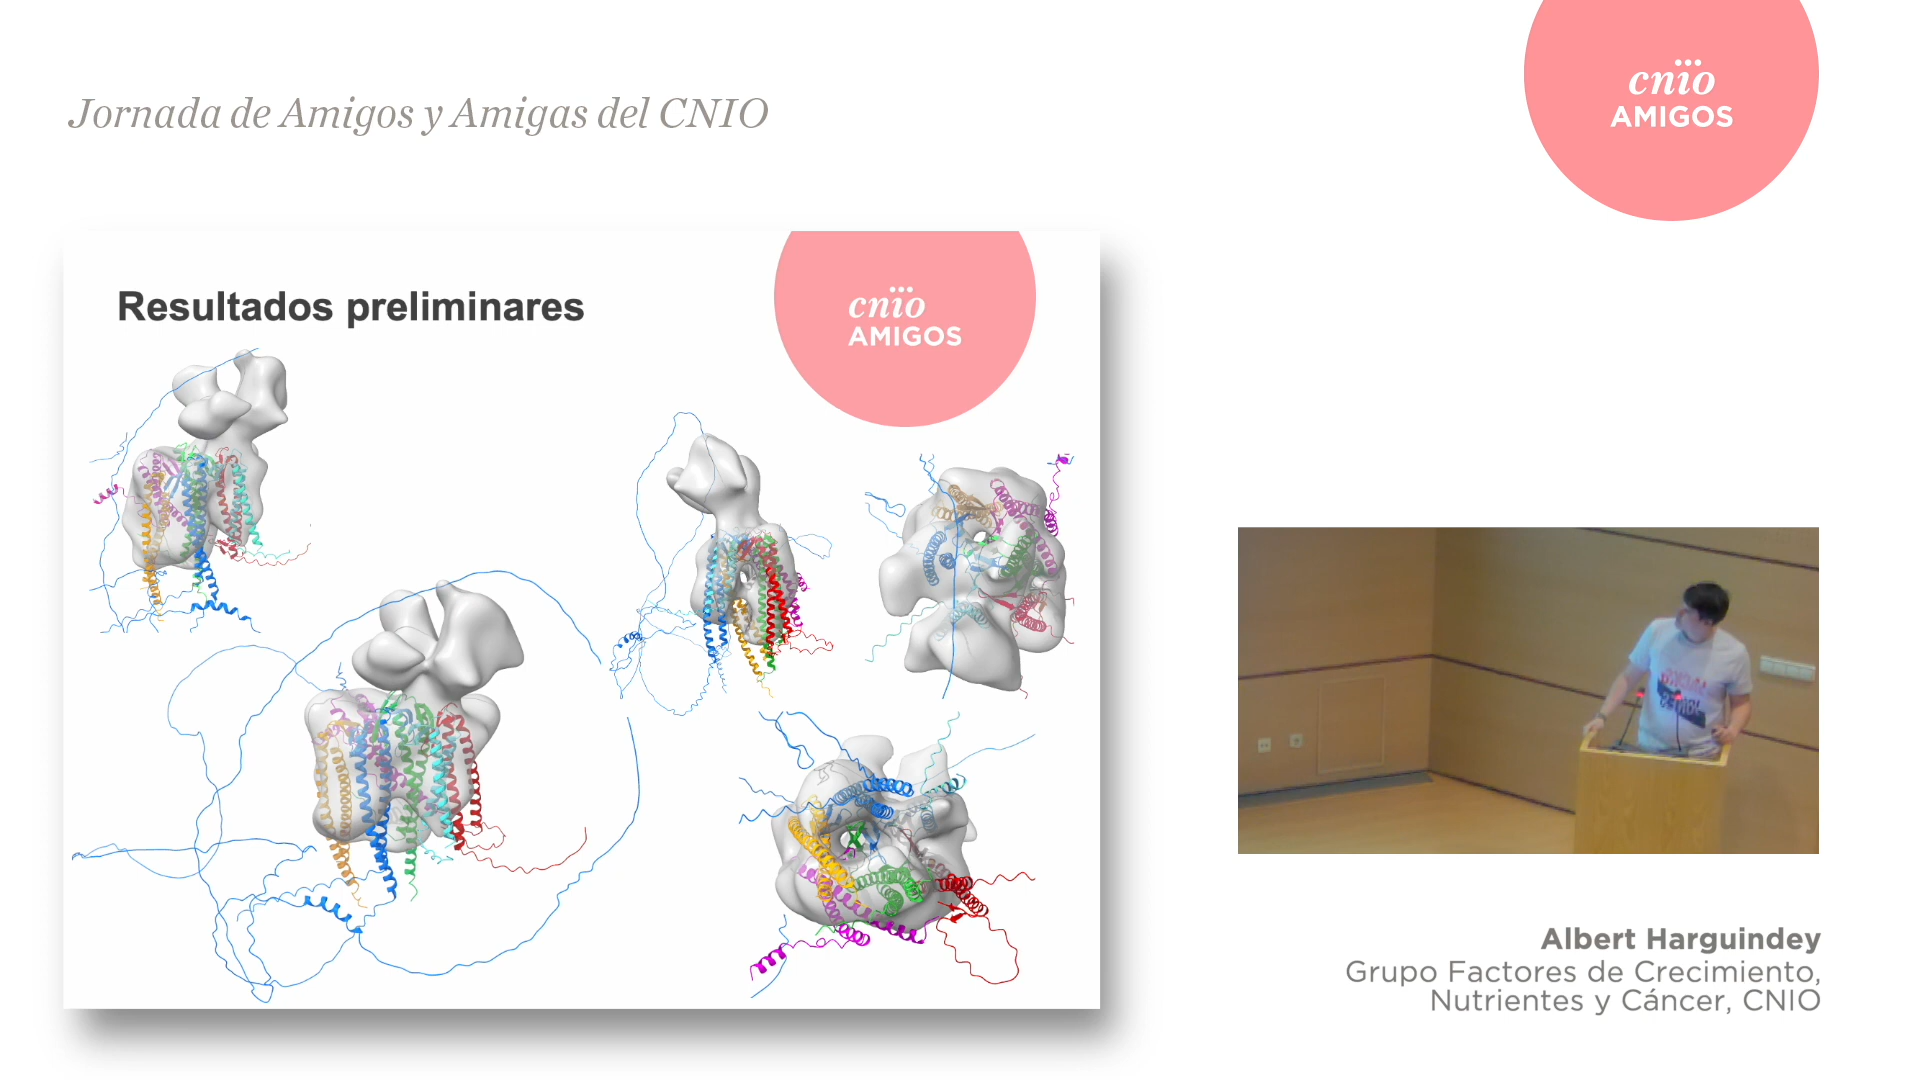 Jornada de Amigos y Amigas del CNIO
cnio
AMIGOS
Resultados preliminares
cnio
AMIGOS
Albert Harguindey
Grupo Factores de Crecimiento,
Nutrientes y Cáncer, CNIO